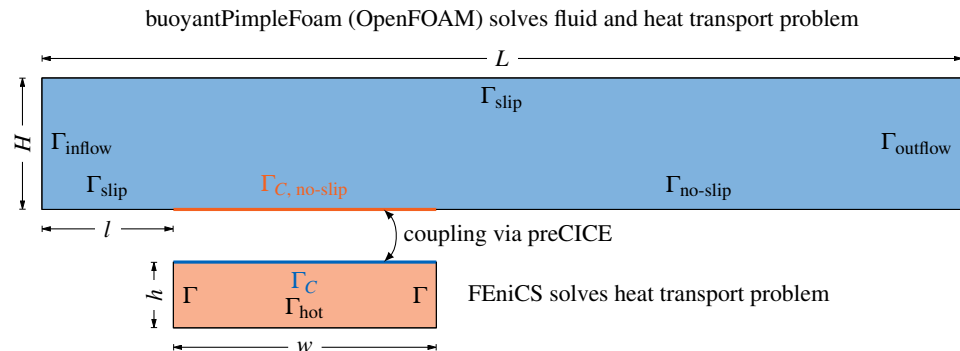 buoyantPimpleFoam (OpenFOAM) solves fluid and heat transport problem
L
H
Γslip
Γinflow
Γoutflow
Γslip
ΓC, no-slip
Γno-slip
l
coupling via preCICE
h
Γ
ΓC
Γhot
Γ
FEniCS solves heat transport problem
w